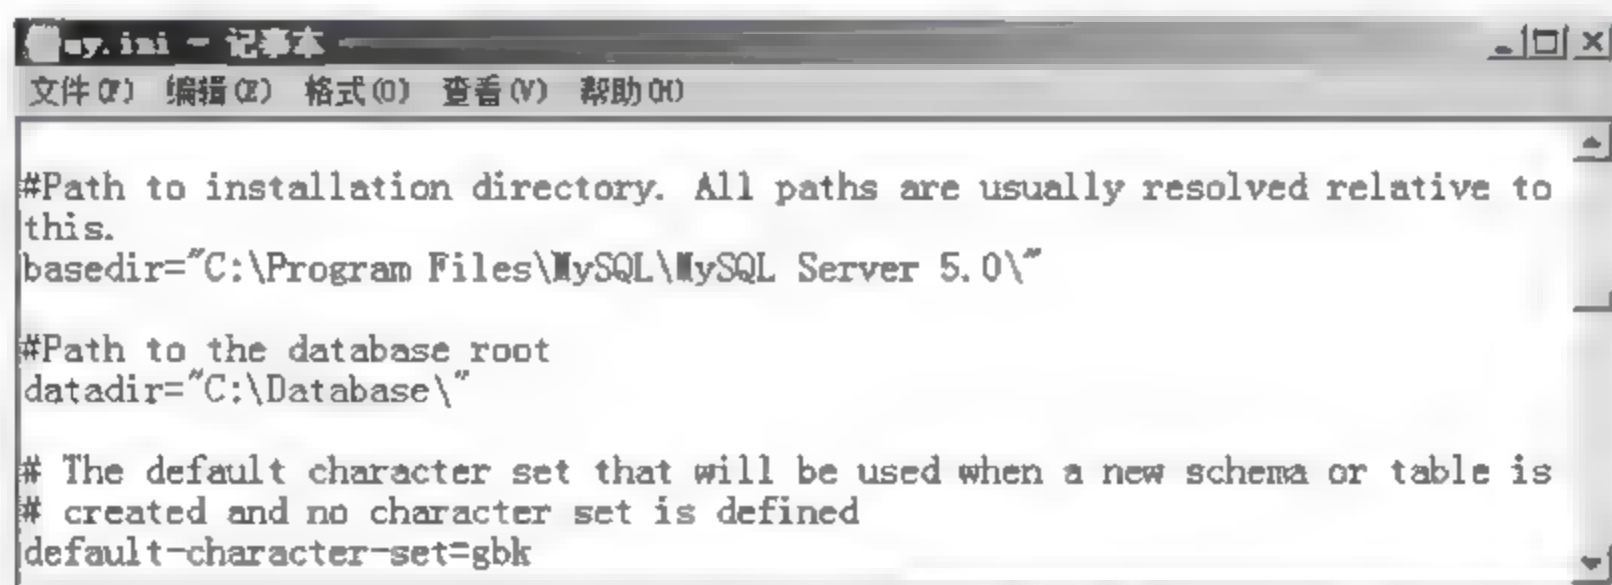 my.ini - 记事本
文件(F) 编辑(E) 格式(O) 查看(V) 帮助(H)
#Path to installation directory. All paths are usually resolved relative to
this.
basedir="C:\Program Files\MySQL\MySQL Server 5.0\"
#Path to the database root
datadir="C:\Database\"
# The default character set that will be used when a new schema or table is
# created and no character set is defined
default-character-set=gbk